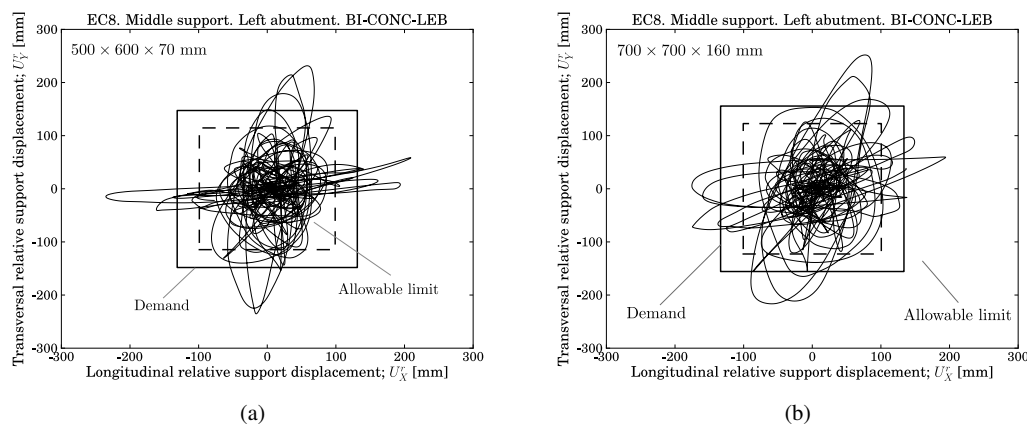 EC8. Middle support. Left abutment. BI-CONC-LEB
500 × 600 × 70 mm
Transversal relative support displacement; U_Y^r [mm]
300
200
100
0
-100
-200
-300
Demand
Allowable limit
-300
-200
-100
0
100
200
300
Longitudinal relative support displacement; U_X^r [mm]
(a)
EC8. Middle support. Left abutment. BI-CONC-LEB
700 × 700 × 160 mm
Transversal relative support displacement; U_Y^r [mm]
300
200
100
0
-100
-200
-300
Demand
Allowable limit
-300
-200
-100
0
100
200
300
Longitudinal relative support displacement; U_X^r [mm]
(b)